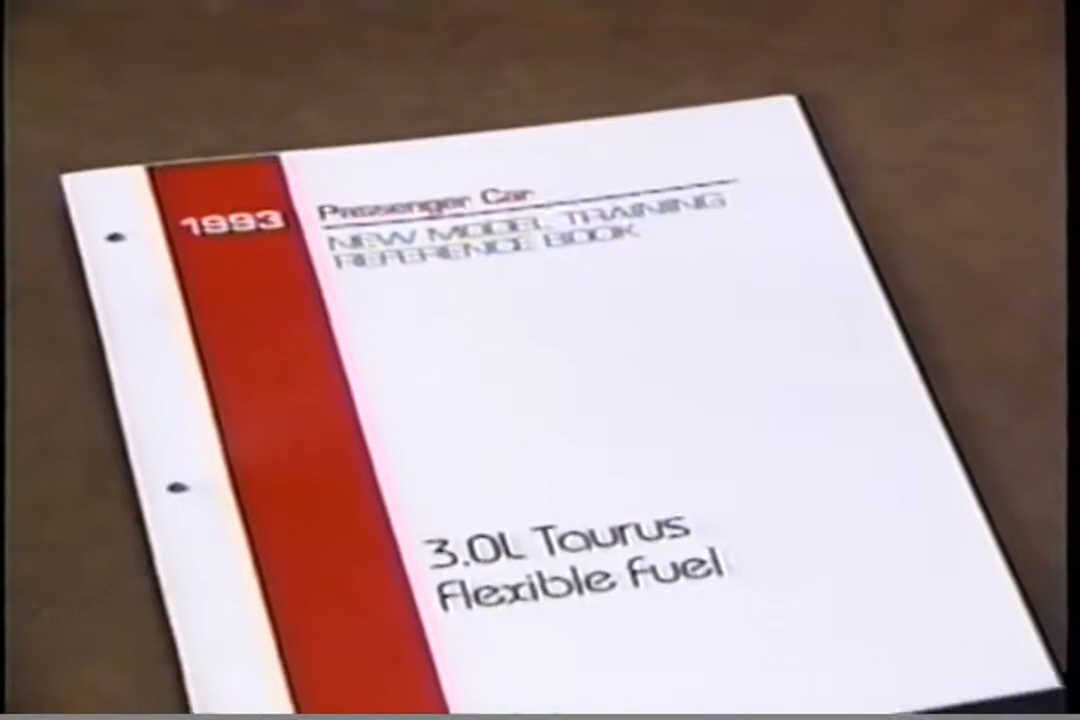 1993
Passenger Car
NEW MODEL TRAINING
REFERENCE BOOK
3.0L Taurus
Flexible Fuel